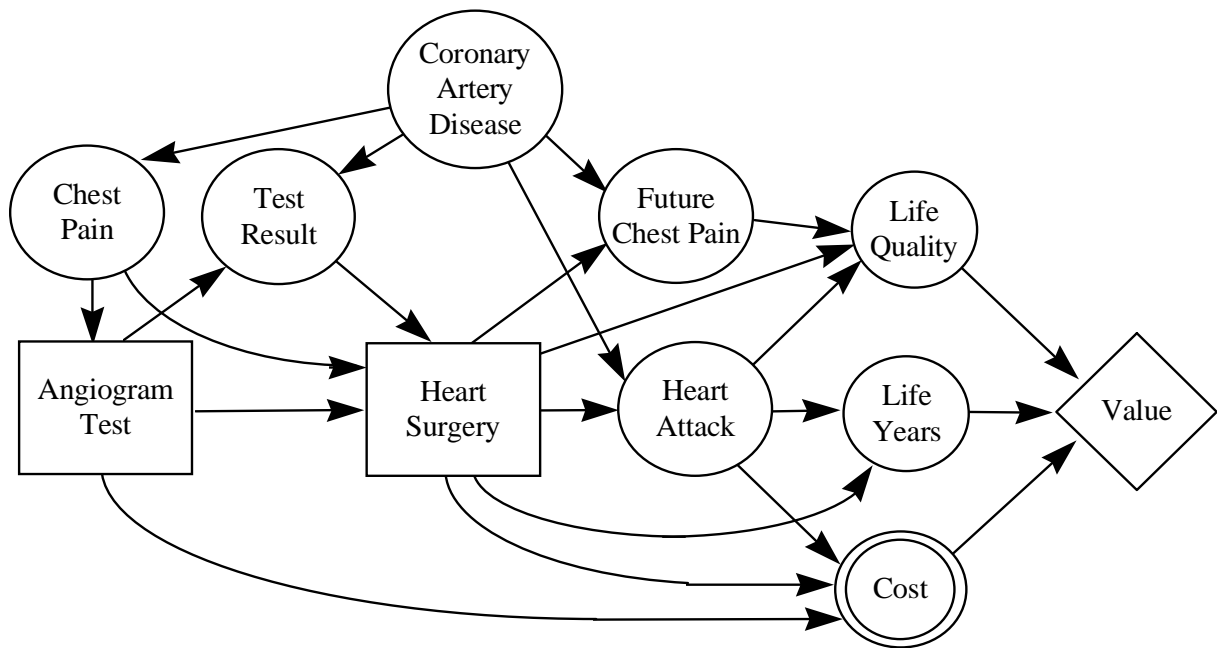 Coronary
Artery
Disease
Chest
Pain
Test
Result
Future
Chest Pain
Life
Quality
Angiogram
Test
Heart
Surgery
Heart
Attack
Life
Years
Value
Cost